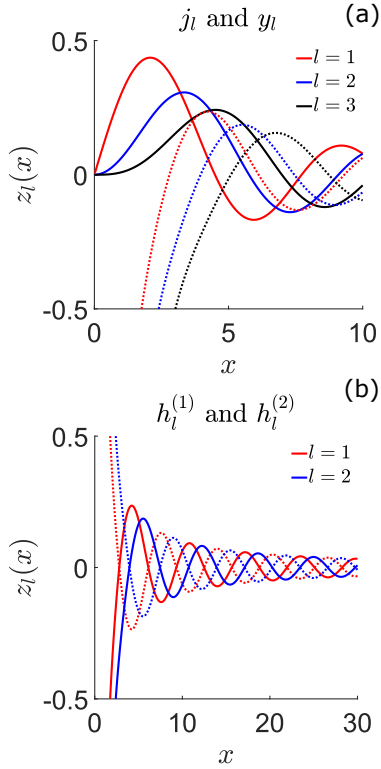 (a)
j_l and y_l
l = 1
l = 2
l = 3
0.5
0
-0.5
z_l(x)
0 5 10
x
(b)
h_l^{(1)} and h_l^{(2)}
l = 1
l = 2
0.5
0
-0.5
z_l(x)
0 10 20 30
x